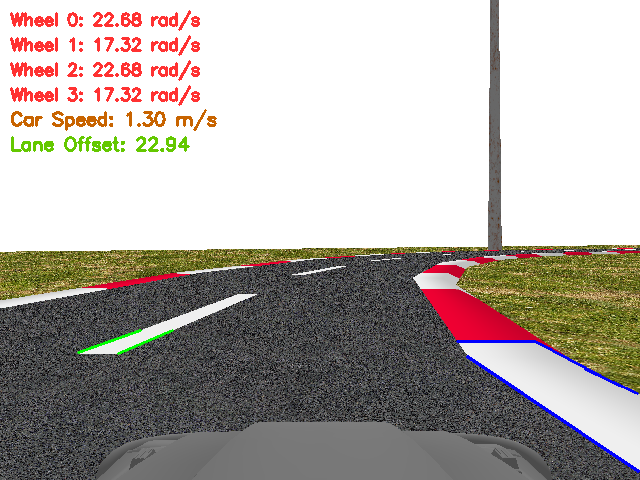 Wheel 0: 22.68 rad/s
Wheel 1: 17.32 rad/s
Wheel 2: 22.68 rad/s
Wheel 3: 17.32 rad/s
Car Speed: 1.30 m/s
Lane Offset: 22.94